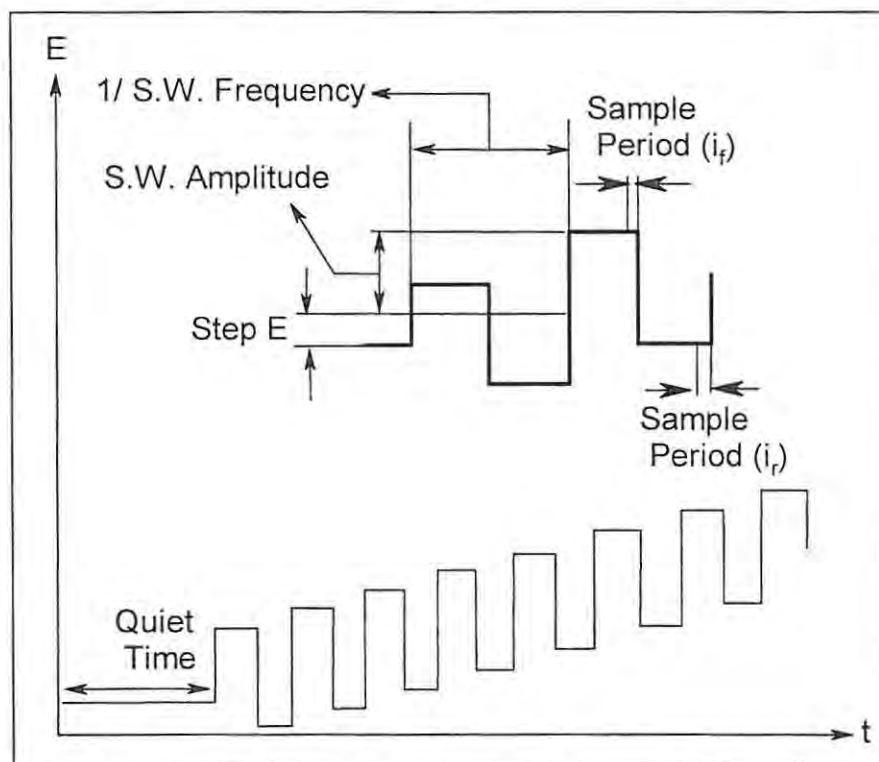 E
1/ S.W. Frequency
Sample
Period (i_f)
S.W. Amplitude
Step E
Sample
Period (i_r)
Quiet
Time
t